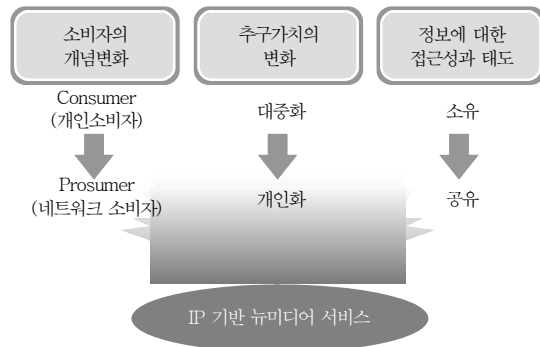 소비자의
개념변화
추구가치의
변화
정보에 대한
접근성과 태도
Consumer
(개인소비자)
대중화
소유
Prosumer
(네트워크 소비자)
개인화
공유
IP 기반 뉴미디어 서비스